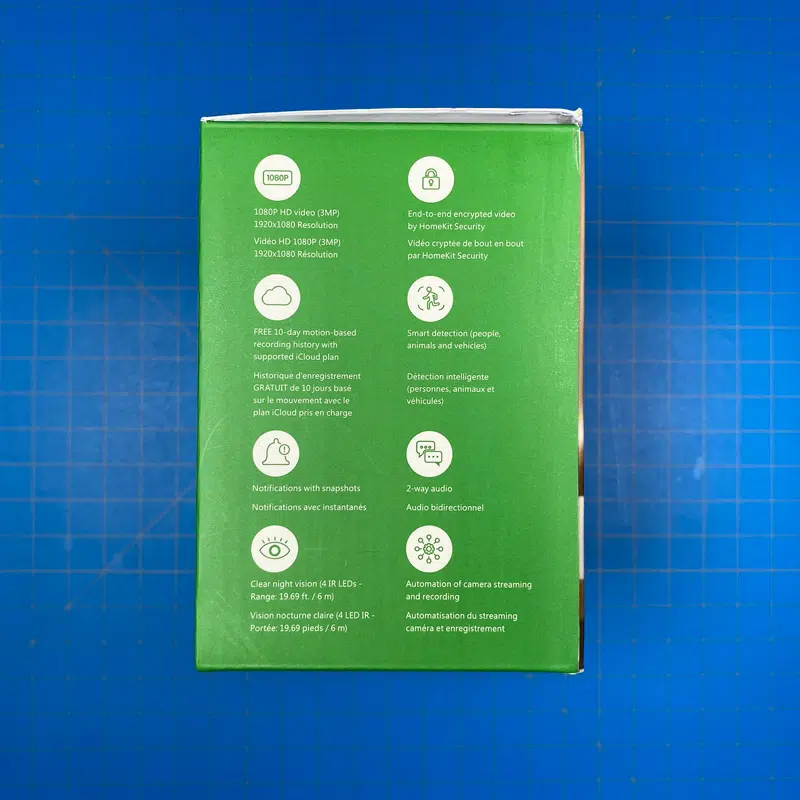 1080P
1080P HD video (3MP)
1920x1080 Resolution
Vidéo HD 1080P (3MP)
1920x1080 Résolution
End-to-end encrypted video
by HomeKit Security
Vidéo cryptée de bout en bout
par HomeKit Security
FREE 10-day motion-based
recording history with
supported iCloud plan
Historique d'enregistrement
GRATUIT de 10 jours basé
sur le mouvement avec le
plan iCloud pris en charge
Smart detection (people,
animals and vehicles)
Détection intelligente
(personnes, animaux et
véhicules)
Notifications with snapshots
Notifications avec instantanés
2-way audio
Audio bidirectionnel
Clear night vision (4 IR LEDs -
Range: 19.69 ft. / 6 m)
Vision nocturne claire (4 LED IR -
Portée: 19.69 pieds / 6 m)
Automation of camera streaming
and recording
Automatisation du streaming
caméra et enregistrement